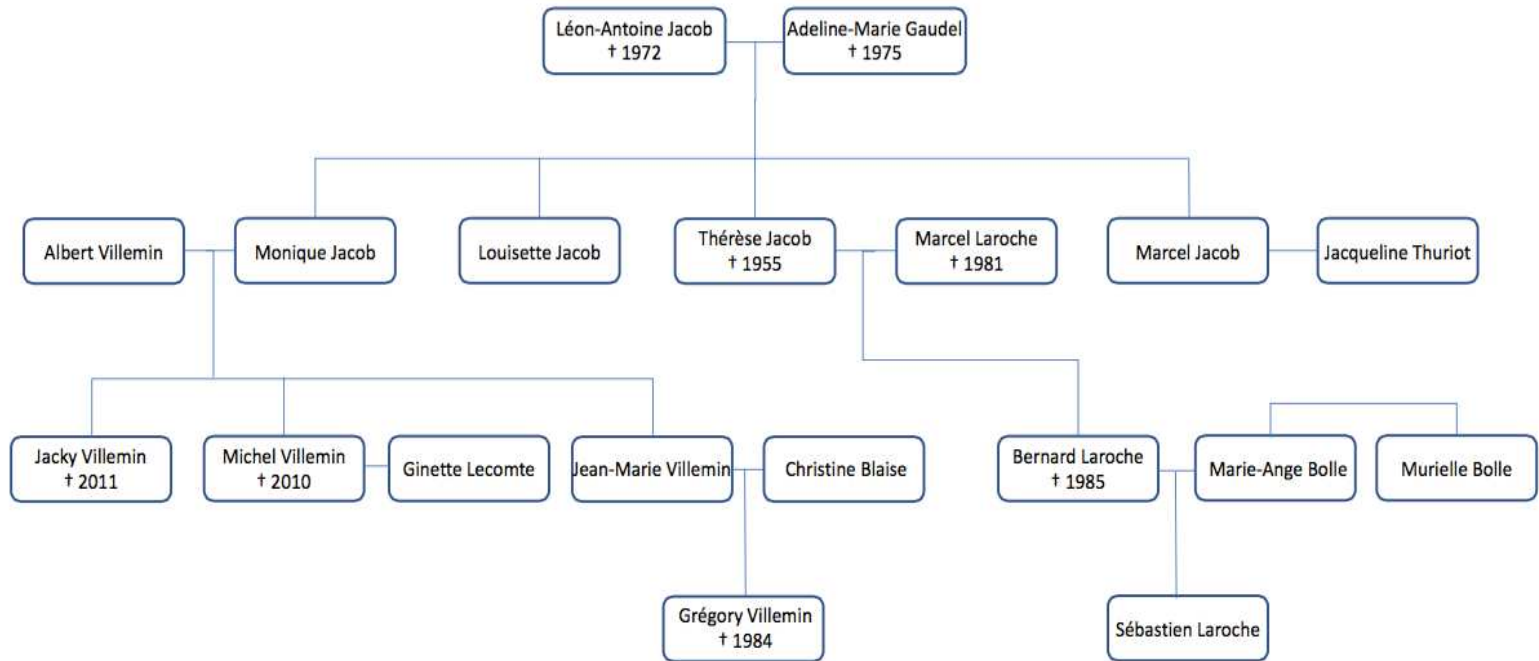 Léon-Antoine Jacob
† 1972
Adeline-Marie Gaudel
† 1975
Albert Villemin
Monique Jacob
Louisette Jacob
Thérèse Jacob
† 1955
Marcel Laroche
† 1981
Marcel Jacob
Jacqueline Thuriot
Jacky Villemin
† 2011
Michel Villemin
† 2010
Ginette Lecomte
Jean-Marie Villemin
Christine Blaise
Bernard Laroche
† 1985
Marie-Ange Bolle
Murielle Bolle
Grégory Villemin
† 1984
Sébastien Laroche